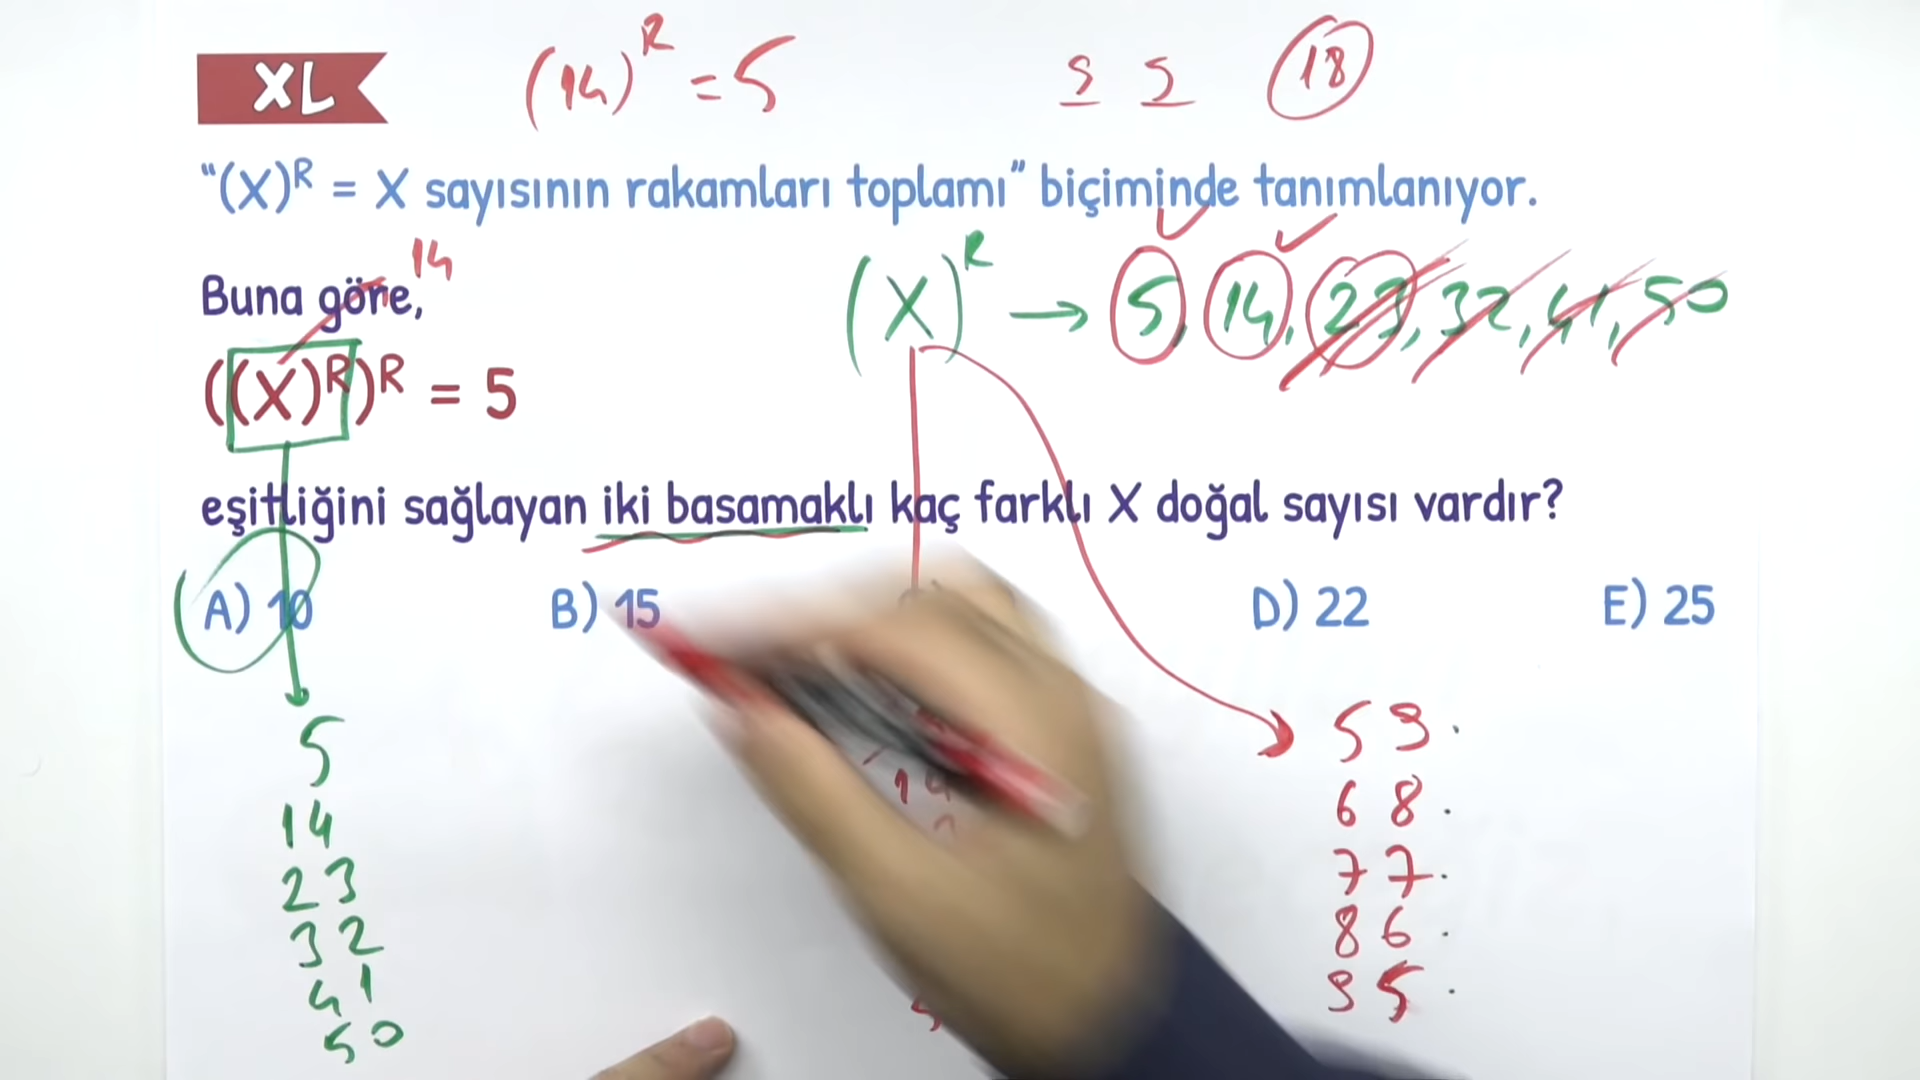 XL
(14)ᴿ = 5
9 9 18
"(X)ᴿ = X sayısının rakamları toplamı" biçiminde tanımlanıyor.
14
Buna göre,
(X)ᴿ → 5, 14, 23, 32, 41, 50
((X)ᴿ)ᴿ = 5
eşitliğini sağlayan iki basamaklı kaç farklı X doğal sayısı vardır?
A) 10 B) 15 D) 22 E) 25
5
14
23
32
41
50
14
59.
68.
77.
86.
95.